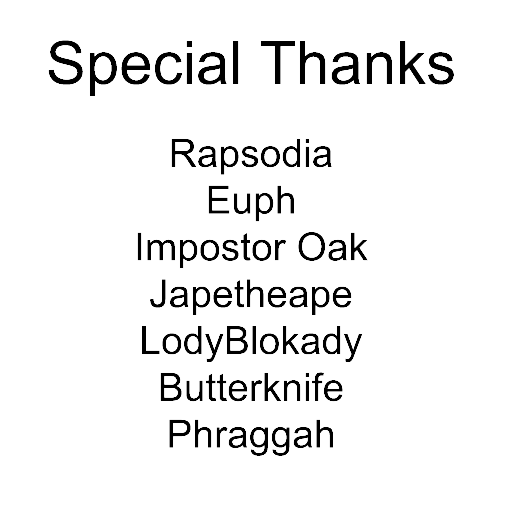 Special Thanks
Rapsodia
Euph
Impostor Oak
Japetheape
LodyBlokady
Butterknife
Phraggah